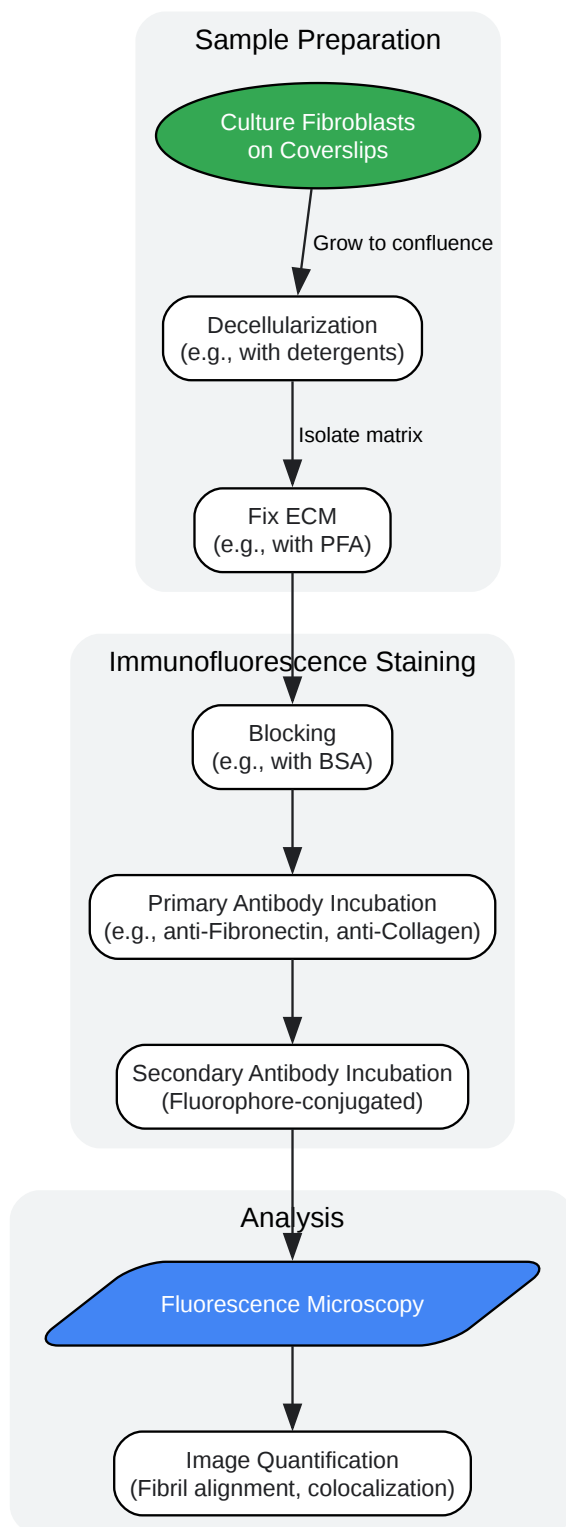 Sample Preparation
Culture Fibroblasts
on Coverslips
Grow to confluence
Decellularization
(e.g., with detergents)
Isolate matrix
Fix ECM
(e.g., with PFA)
Immunofluorescence Staining
Blocking
(e.g., with BSA)
Primary Antibody Incubation
(e.g., anti-Fibronectin, anti-Collagen)
Secondary Antibody Incubation
(Fluorophore-conjugated)
Analysis
Fluorescence Microscopy
Image Quantification
(Fibril alignment, colocalization)